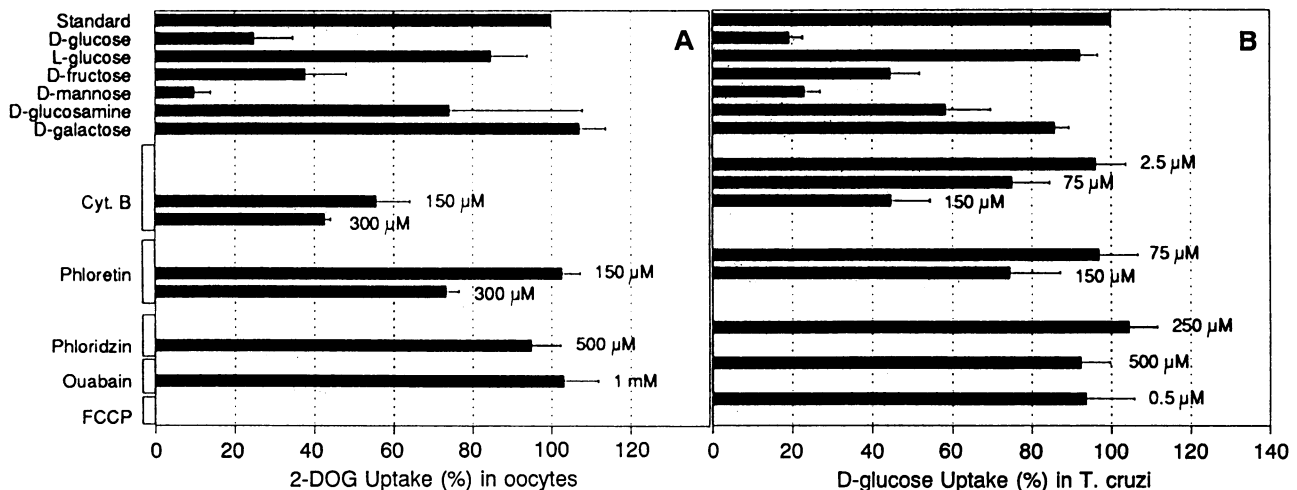 Standard
D-glucose
L-glucose
D-fructose
D-mannose
D-glucosamine
D-galactose
Cyt. B
Phloretin
Phloridzin
Ouabain
FCCP
A
150 µM
300 µM
150 µM
300 µM
500 µM
1 mM
0 20 40 60 80 100 120
2-DOG Uptake (%) in oocytes
B
2.5 µM
75 µM
150 µM
75 µM
150 µM
250 µM
500 µM
0.5 µM
0 20 40 60 80 100 120 140
D-glucose Uptake (%) in T. cruzi